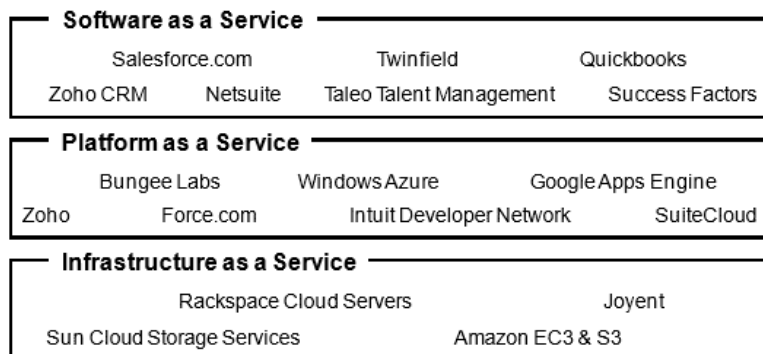 Software as a Service
Salesforce.com Twinfield Quickbooks
Zoho CRM Netsuite Taleo Talent Management Success Factors
Platform as a Service
Bungee Labs Windows Azure Google Apps Engine
Zoho Force.com Intuit Developer Network SuiteCloud
Infrastructure as a Service
Rackspace Cloud Servers Joyent
Sun Cloud Storage Services Amazon EC3 & S3